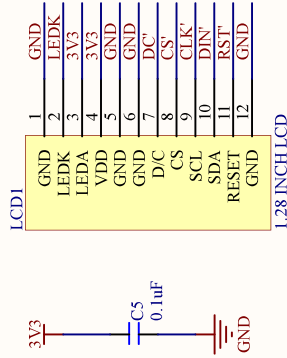 GND
LEDK
3V3
3V3
GND
GND
DC'
CS'
CLK'
DIN'
RST'
GND
1
2
3
4
5
6
7
8
9
10
11
12
GND
LEDK
LEDA
VDD
GND
GND
D/C
CS
SCL
SDA
RESET
GND
LCD1
1.28 INCH LCD
3V3
C5
0.1uF
GND